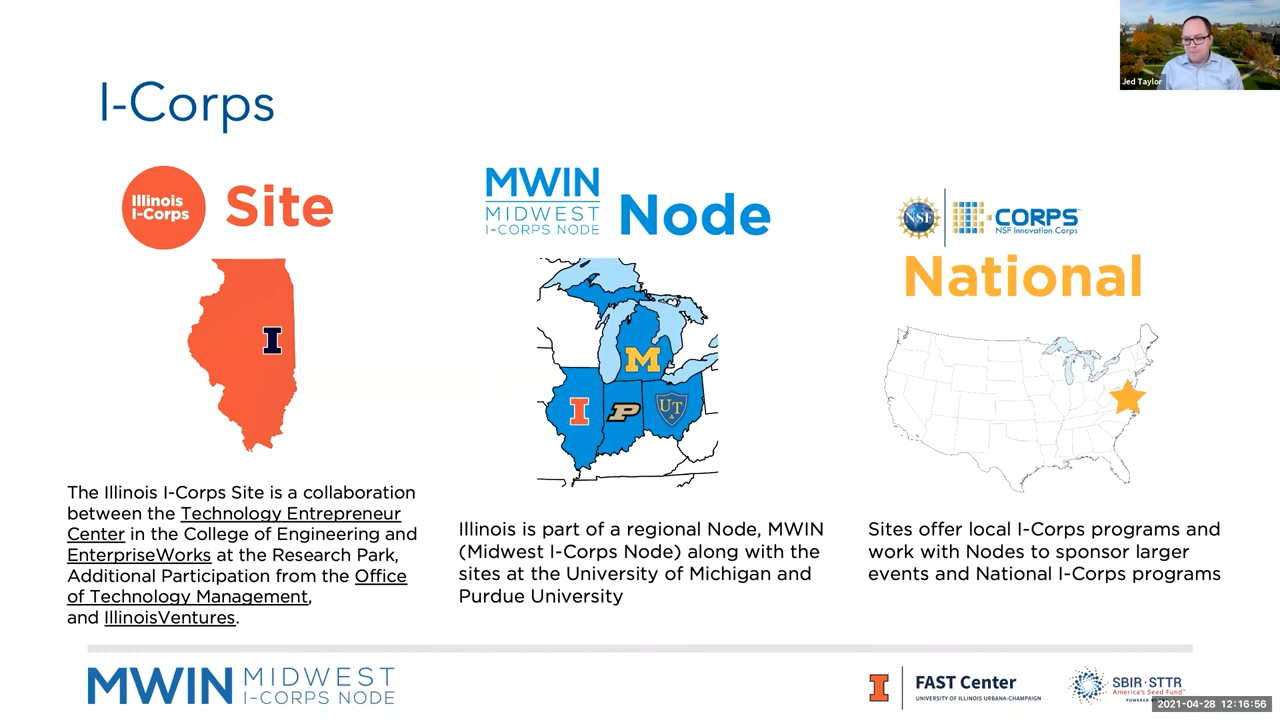 Jed Taylor
I-Corps
Illinois
I-Corps
Site
MWIN
MIDWEST
I-CORPS NODE
Node
NSF
I-CORPS
NSF Innovation Corps
National
I
M
I
P
UT
The Illinois I-Corps Site is a collaboration
between the Technology Entrepreneur
Center in the College of Engineering and
EnterpriseWorks at the Research Park,
Additional Participation from the Office
of Technology Management,
and IllinoisVentures.
Illinois is part of a regional Node, MWIN
(Midwest I-Corps Node) along with the
sites at the University of Michigan and
Purdue University
Sites offer local I-Corps programs and
work with Nodes to sponsor larger
events and National I-Corps programs
MWIN MIDWEST
I-CORPS NODE
I
FAST Center
UNIVERSITY OF ILLINOIS URBANA-CHAMPAIGN
SBIR·STTR
America's Seed Fund™
POWERED
2021-04-28 12:16:56